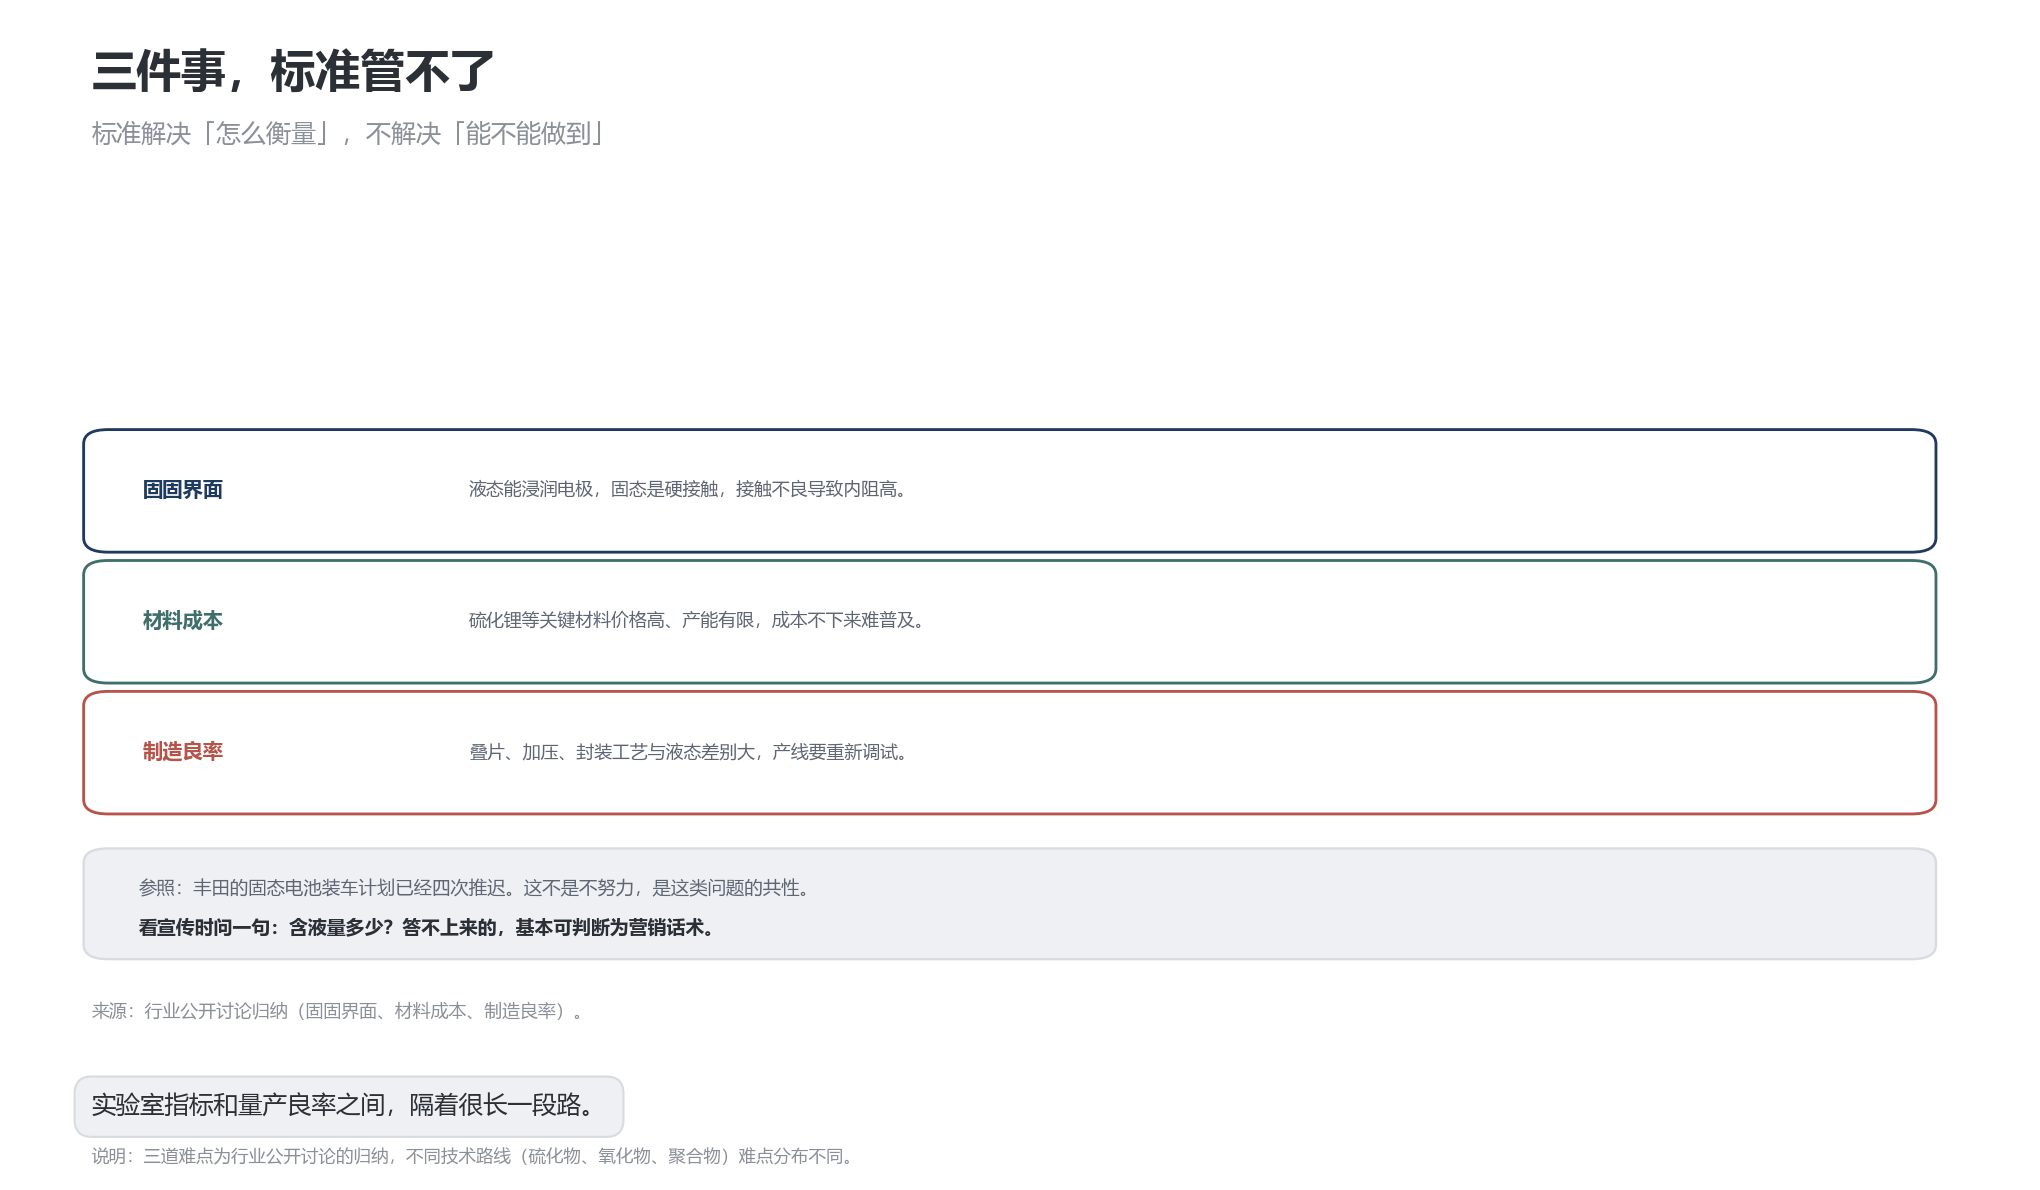 三件事，标准管不了
标准解决「怎么衡量」，不解决「能不能做到」
固固界面
液态能浸润电极，固态是硬接触，接触不良导致内阻高。
材料成本
硫化锂等关键材料价格高、产能有限，成本不下来难普及。
制造良率
叠片、加压、封装工艺与液态差别大，产线要重新调试。
参照：丰田的固态电池装车计划已经四次推迟。这不是不努力，是这类问题的共性。
看宣传时问一句：含液量多少？答不上来的，基本可判断为营销话术。
来源：行业公开讨论归纳（固固界面、材料成本、制造良率）。
实验室指标和量产良率之间，隔着很长一段路。
说明：三道难点为行业公开讨论的归纳，不同技术路线（硫化物、氧化物、聚合物）难点分布不同。